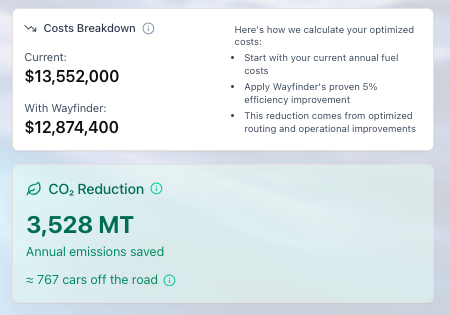 Costs Breakdown
Current:
$13,552,000
With Wayfinder:
$12,874,400
Here's how we calculate your optimized
costs:
• Start with your current annual fuel
costs
• Apply Wayfinder's proven 5%
efficiency improvement
• This reduction comes from optimized
routing and operational improvements
CO₂ Reduction
3,528 MT
Annual emissions saved
≈ 767 cars off the road